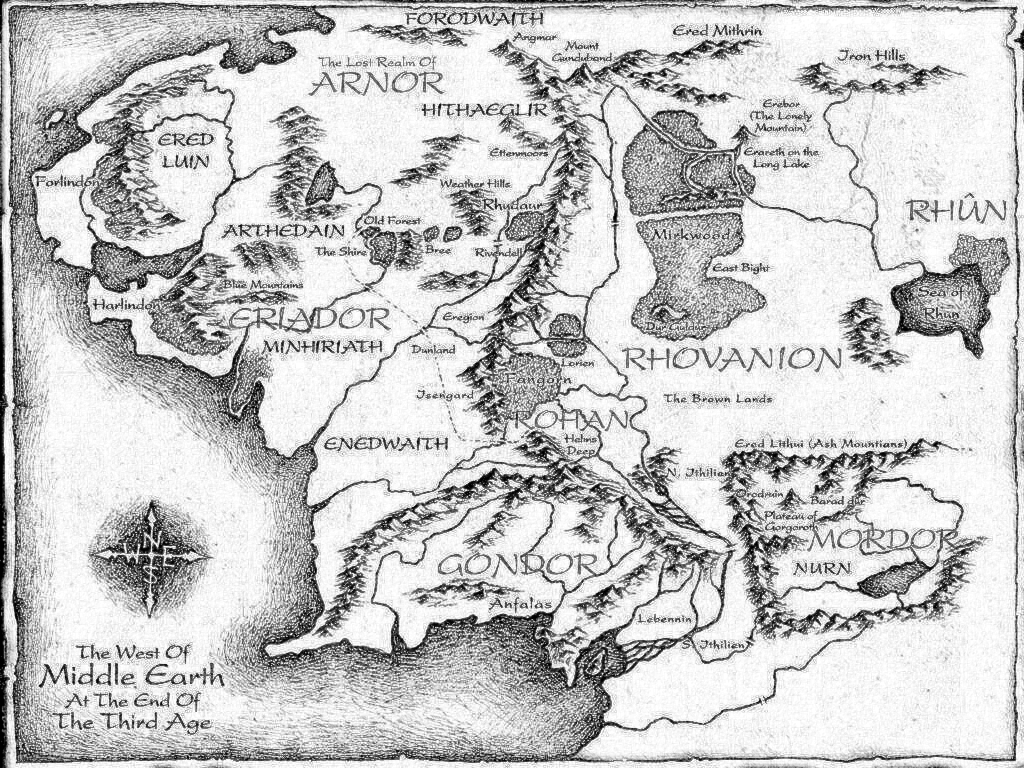 FORODWAITH
Angmar
Mount
Gunduband
Ered Mithrin
Iron Hills
The Lost Realm Of
ARNOR
HITHAEGLIR
Erebor
(The Lonely
Mountain)
ERED
LUIN
Ettenmoors
Esrareth on the
Long Lake
Forlindon
Weather Hills
Rhudaur
RHÛN
Old Forest
ARTHEDAIN
The Shire
Bree
Rivendell
Mirkwood
East Bight
Blue Mountains
Harlindon
Sea of
Rhun
ERIADOR
Eregion
Dur Guldur
MINHIRIATH
Dunland
Lorien
RHOVANION
Fangorn
Isengard
The Brown Lands
ROHAN
ENEDWAITH
Helms
Deep
Ered Lithui (Ash Mountians)
N. Ithilien
Orodruin
Barad dur
Plateau of
Gorgorot
MORDOR
GONDOR
NURN
Anfalas
Lebennin
S. Ithilien
N
W E
S
The West Of
Middle Earth
At The End Of
The Third Age